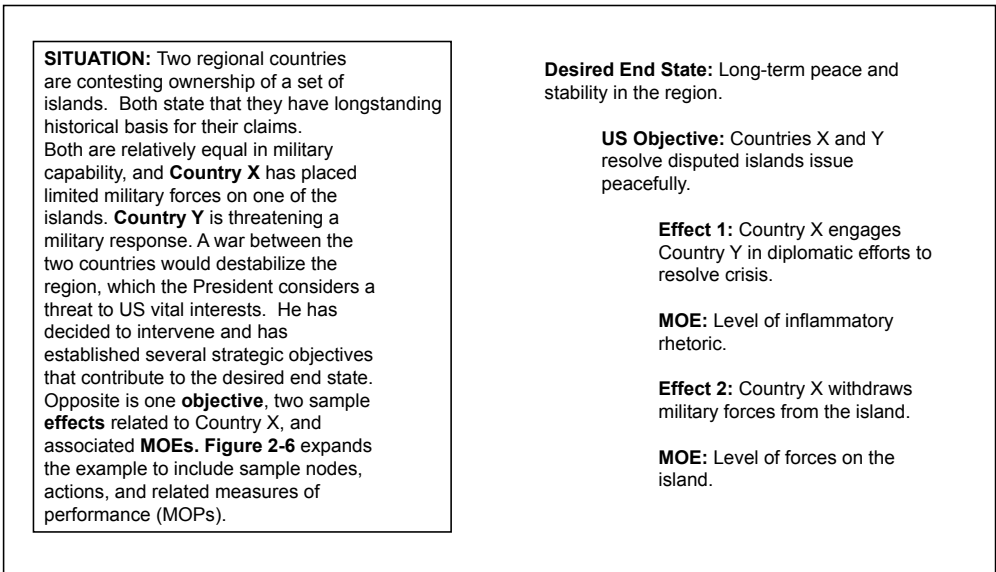 SITUATION: Two regional countries
are contesting ownership of a set of
islands. Both state that they have longstanding
historical basis for their claims.
Both are relatively equal in military
capability, and Country X has placed
limited military forces on one of the
islands. Country Y is threatening a
military response. A war between the
two countries would destabilize the
region, which the President considers a
threat to US vital interests. He has
decided to intervene and has
established several strategic objectives
that contribute to the desired end state.
Opposite is one objective, two sample
effects related to Country X, and
associated MOEs. Figure 2-6 expands
the example to include sample nodes,
actions, and related measures of
performance (MOPs).
Desired End State: Long-term peace and
stability in the region.
US Objective: Countries X and Y
resolve disputed islands issue
peacefully.
Effect 1: Country X engages
Country Y in diplomatic efforts to
resolve crisis.
MOE: Level of inflammatory
rhetoric.
Effect 2: Country X withdraws
military forces from the island.
MOE: Level of forces on the
island.